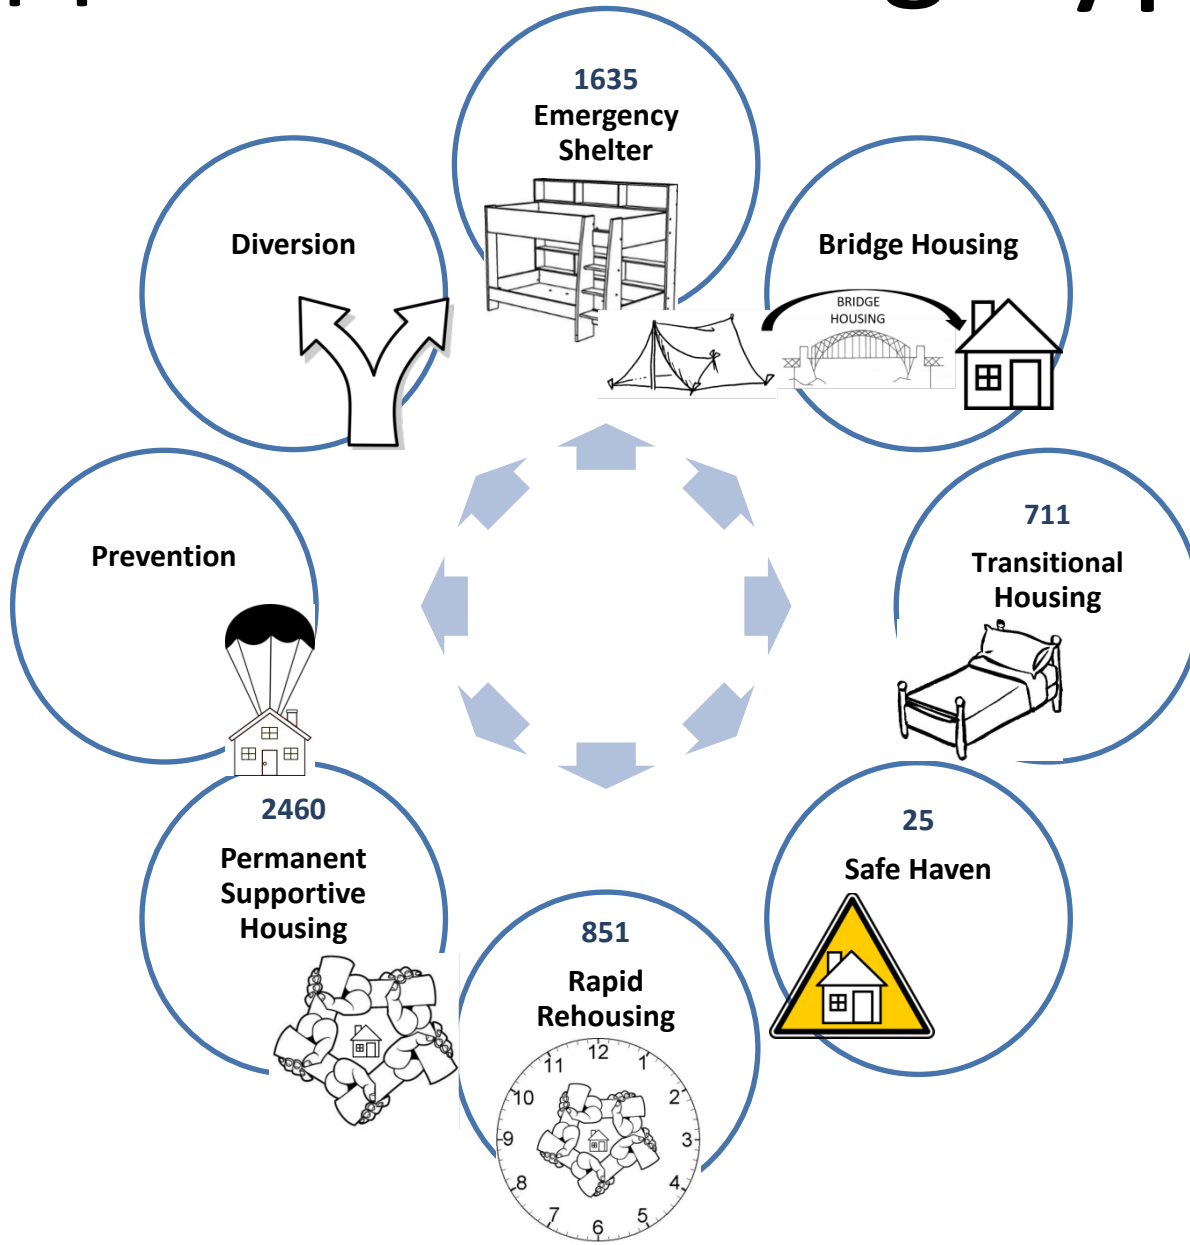 1635
Emergency
Shelter
Bridge Housing
BRIDGE
HOUSING
711
Transitional
Housing
25
Safe Haven
851
Rapid
Rehousing
12
1
2
3
4
5
6
7
8
9
10
11
2460
Permanent
Supportive
Housing
Prevention
Diversion